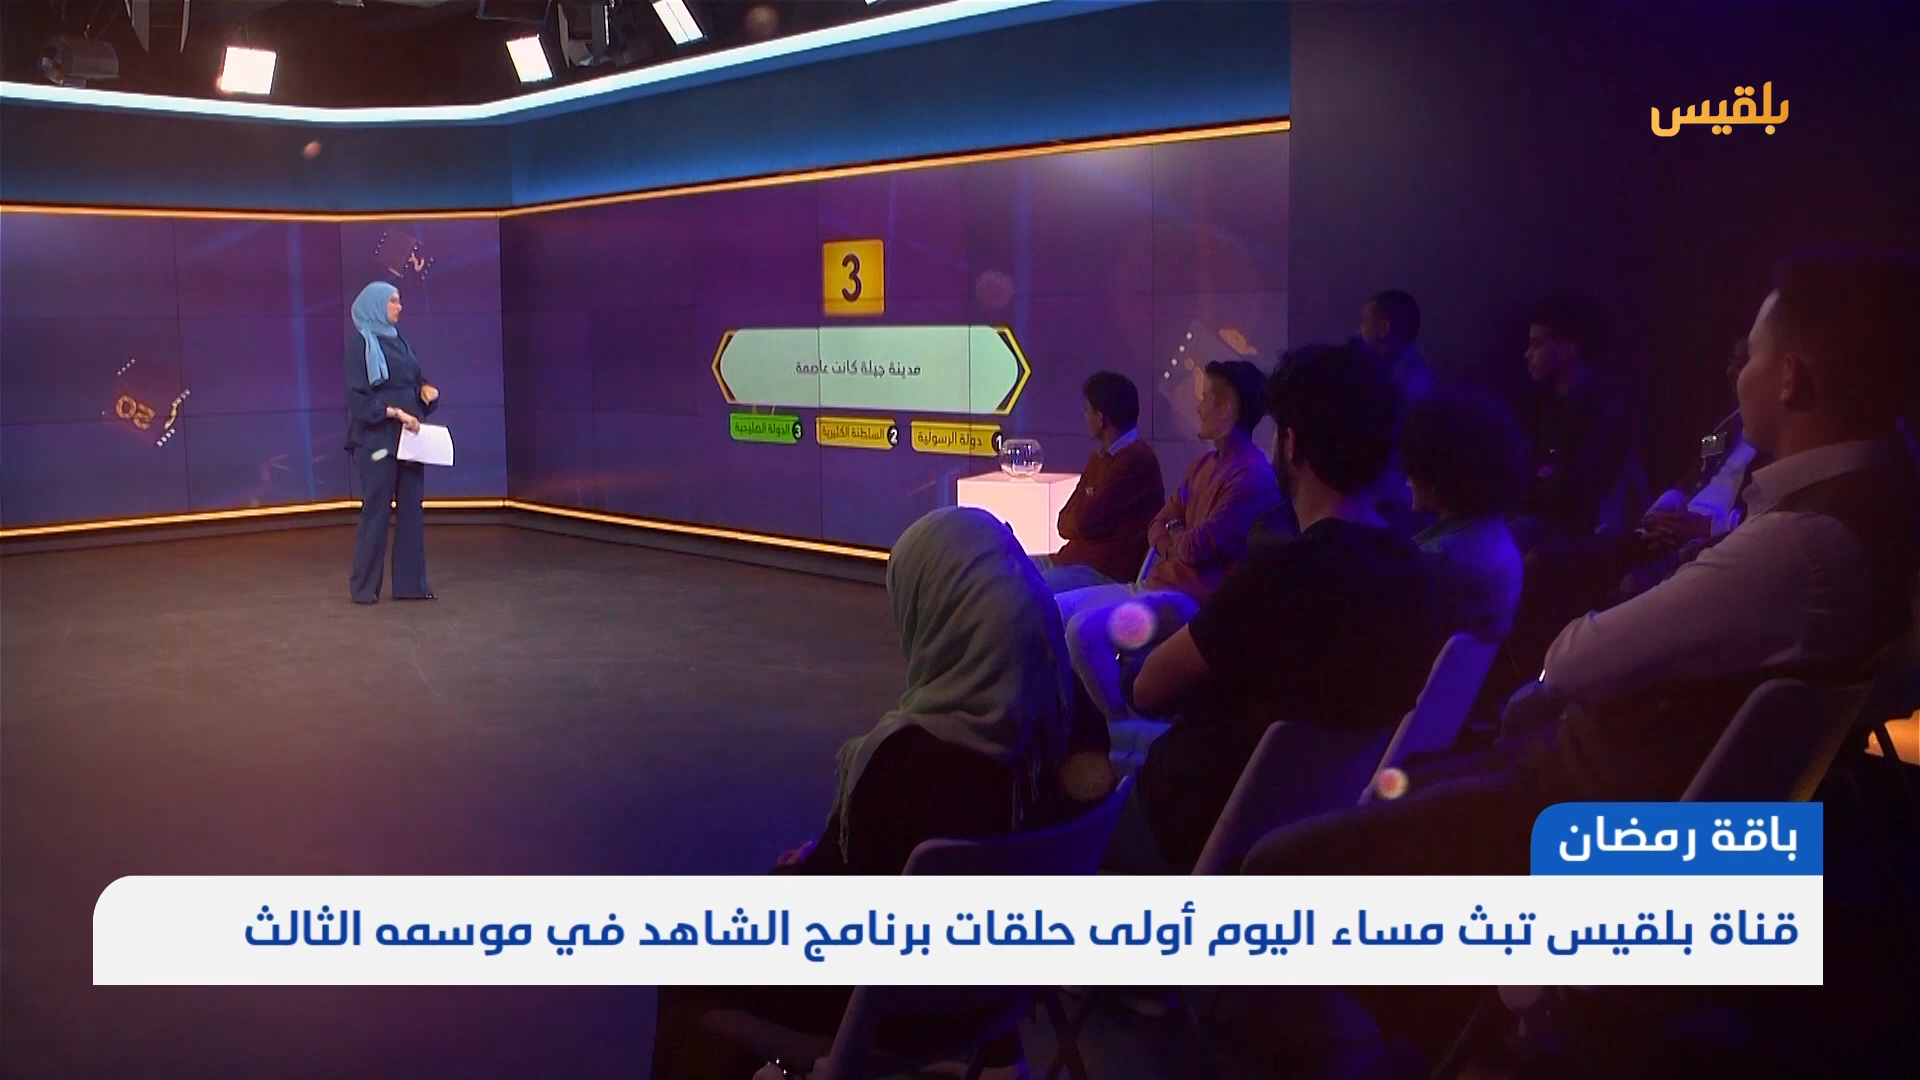 بلقيس
3
مدينة جبلة كانت عاصمة..
1 دولة الرسولية
2 السلطنة الكثيرية
3 الدولة الصليحية
50
باقة رمضان
قناة بلقيس تبث مساء اليوم أولى حلقات برنامج الشاهد في موسمه الثالث